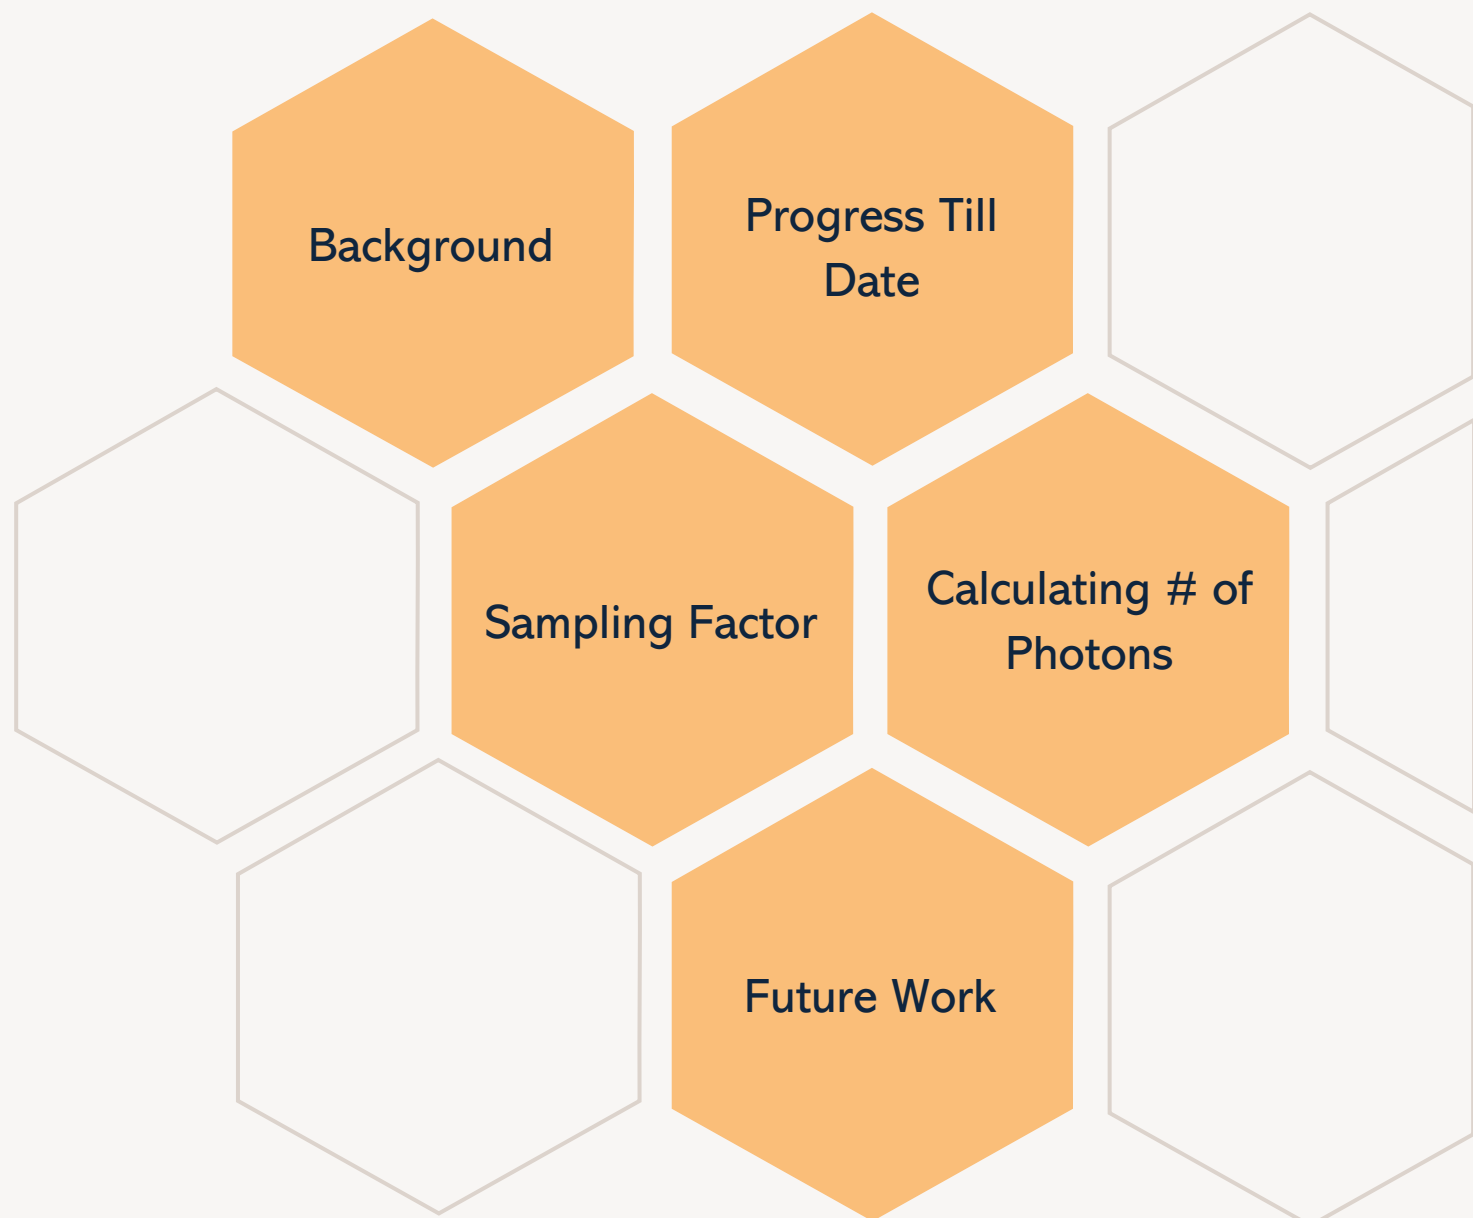 Background
Progress Till
Date
Sampling Factor
Calculating # of
Photons
Future Work